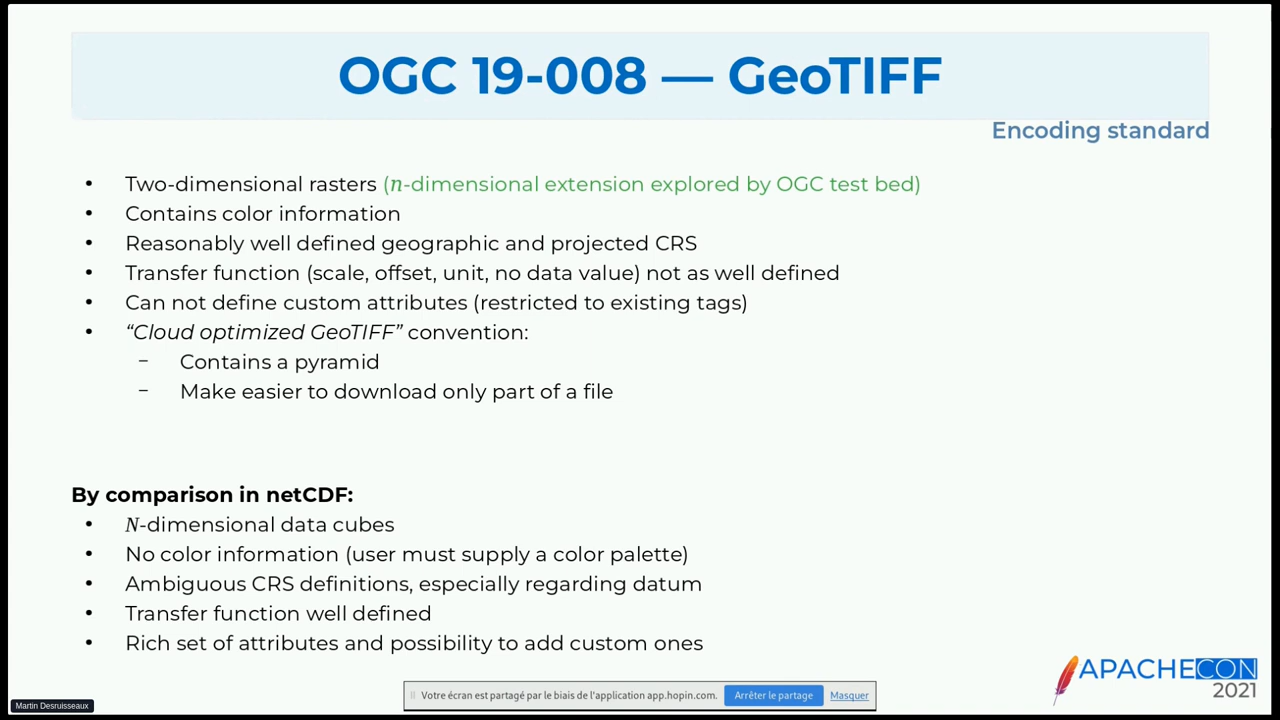 OGC 19-008 — GeoTIFF
Encoding standard
• Two-dimensional rasters (n-dimensional extension explored by OGC test bed)
• Contains color information
• Reasonably well defined geographic and projected CRS
• Transfer function (scale, offset, unit, no data value) not as well defined
• Can not define custom attributes (restricted to existing tags)
• “Cloud optimized GeoTIFF” convention:
– Contains a pyramid
– Make easier to download only part of a file
By comparison in netCDF:
• N-dimensional data cubes
• No color information (user must supply a color palette)
• Ambiguous CRS definitions, especially regarding datum
• Transfer function well defined
• Rich set of attributes and possibility to add custom ones
APACHECON
2021
Votre écran est partagé par le biais de l'application app.hopin.com. Arrêter le partage Masquer
Martin Desruisseaux